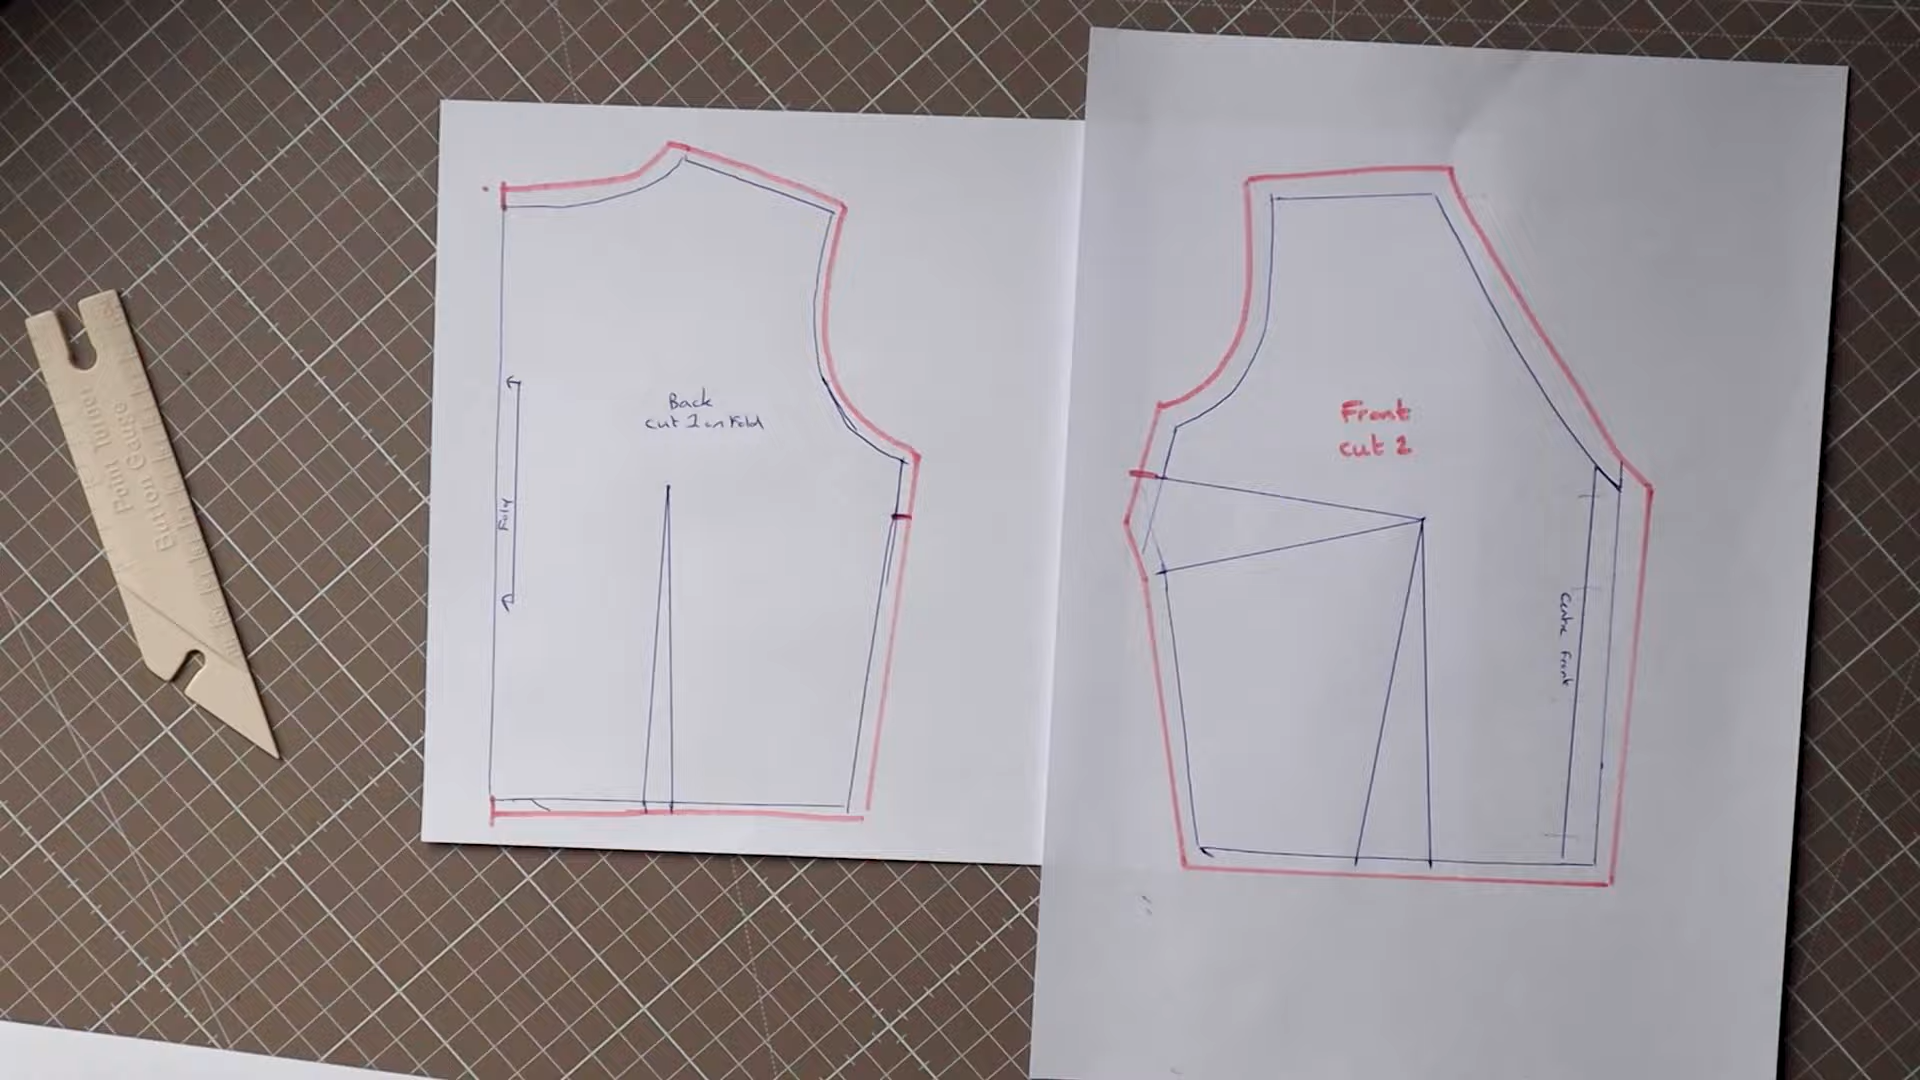 Point Turner
Button Gauge
Back
cut 1 on Fold
Fold
Front
cut 2
Centre Front